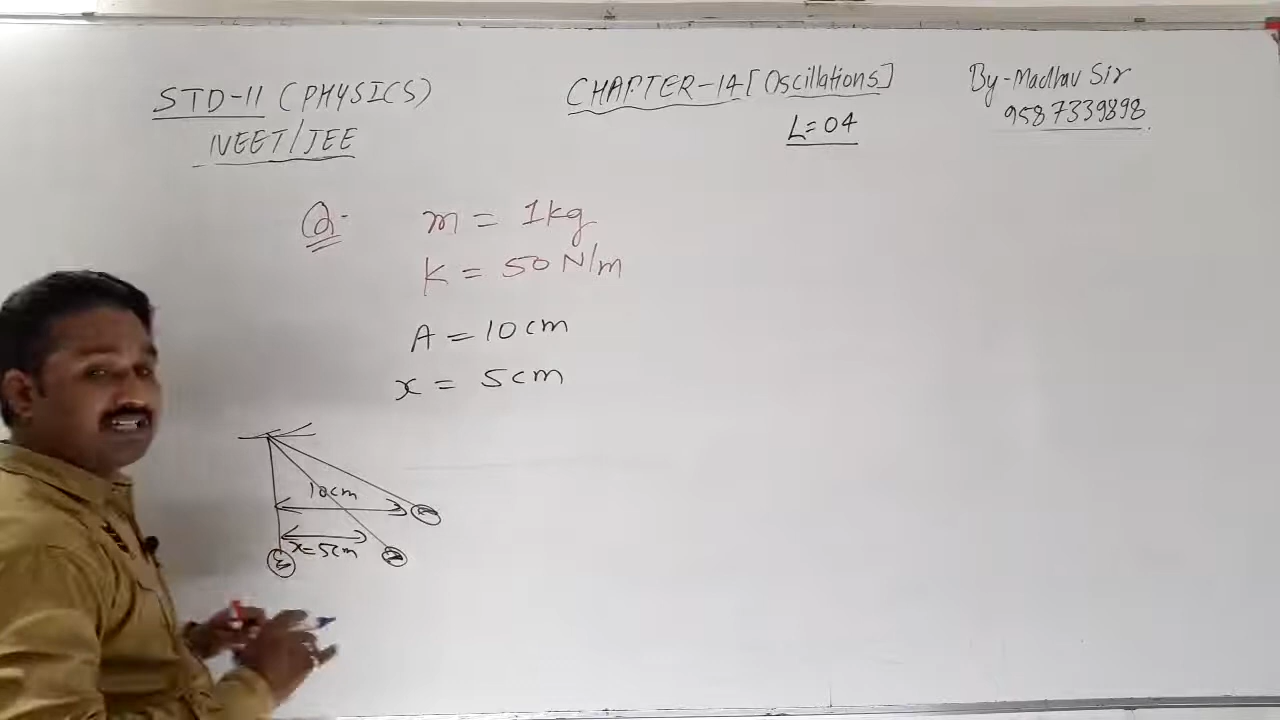 STD-11 (PHYSICS)
NEET/JEE
CHAPTER-14 [Oscillations]
L=04
By-Madhav Sir
9587339898
Q.
m = 1kg
K = 50 N/m
A = 10cm
x = 5cm
10cm
x=5cm